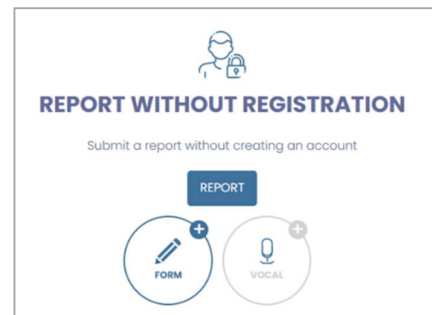 REPORT WITHOUT REGISTRATION
Submit a report without creating an account
REPORT
FORM
VOCAL